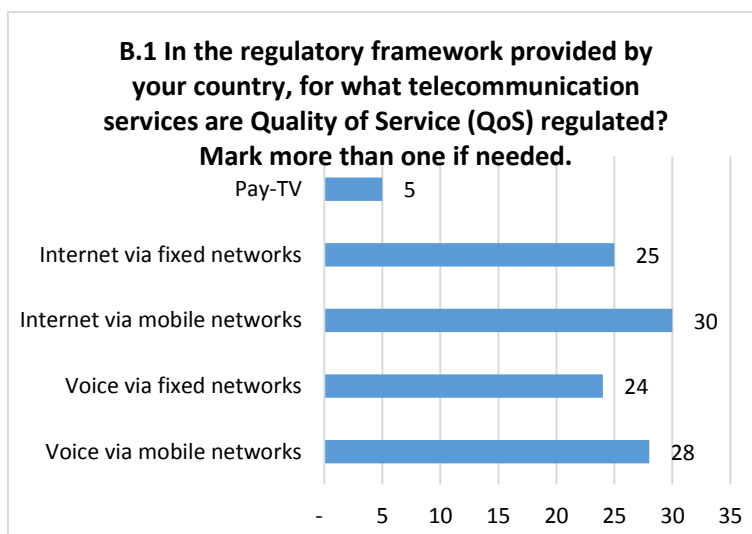 B.1 In the regulatory framework provided by
your country, for what telecommunication
services are Quality of Service (QoS) regulated?
Mark more than one if needed.
Pay-TV 5
Internet via fixed networks 25
Internet via mobile networks 30
Voice via fixed networks 24
Voice via mobile networks 28
- 5 10 15 20 25 30 35